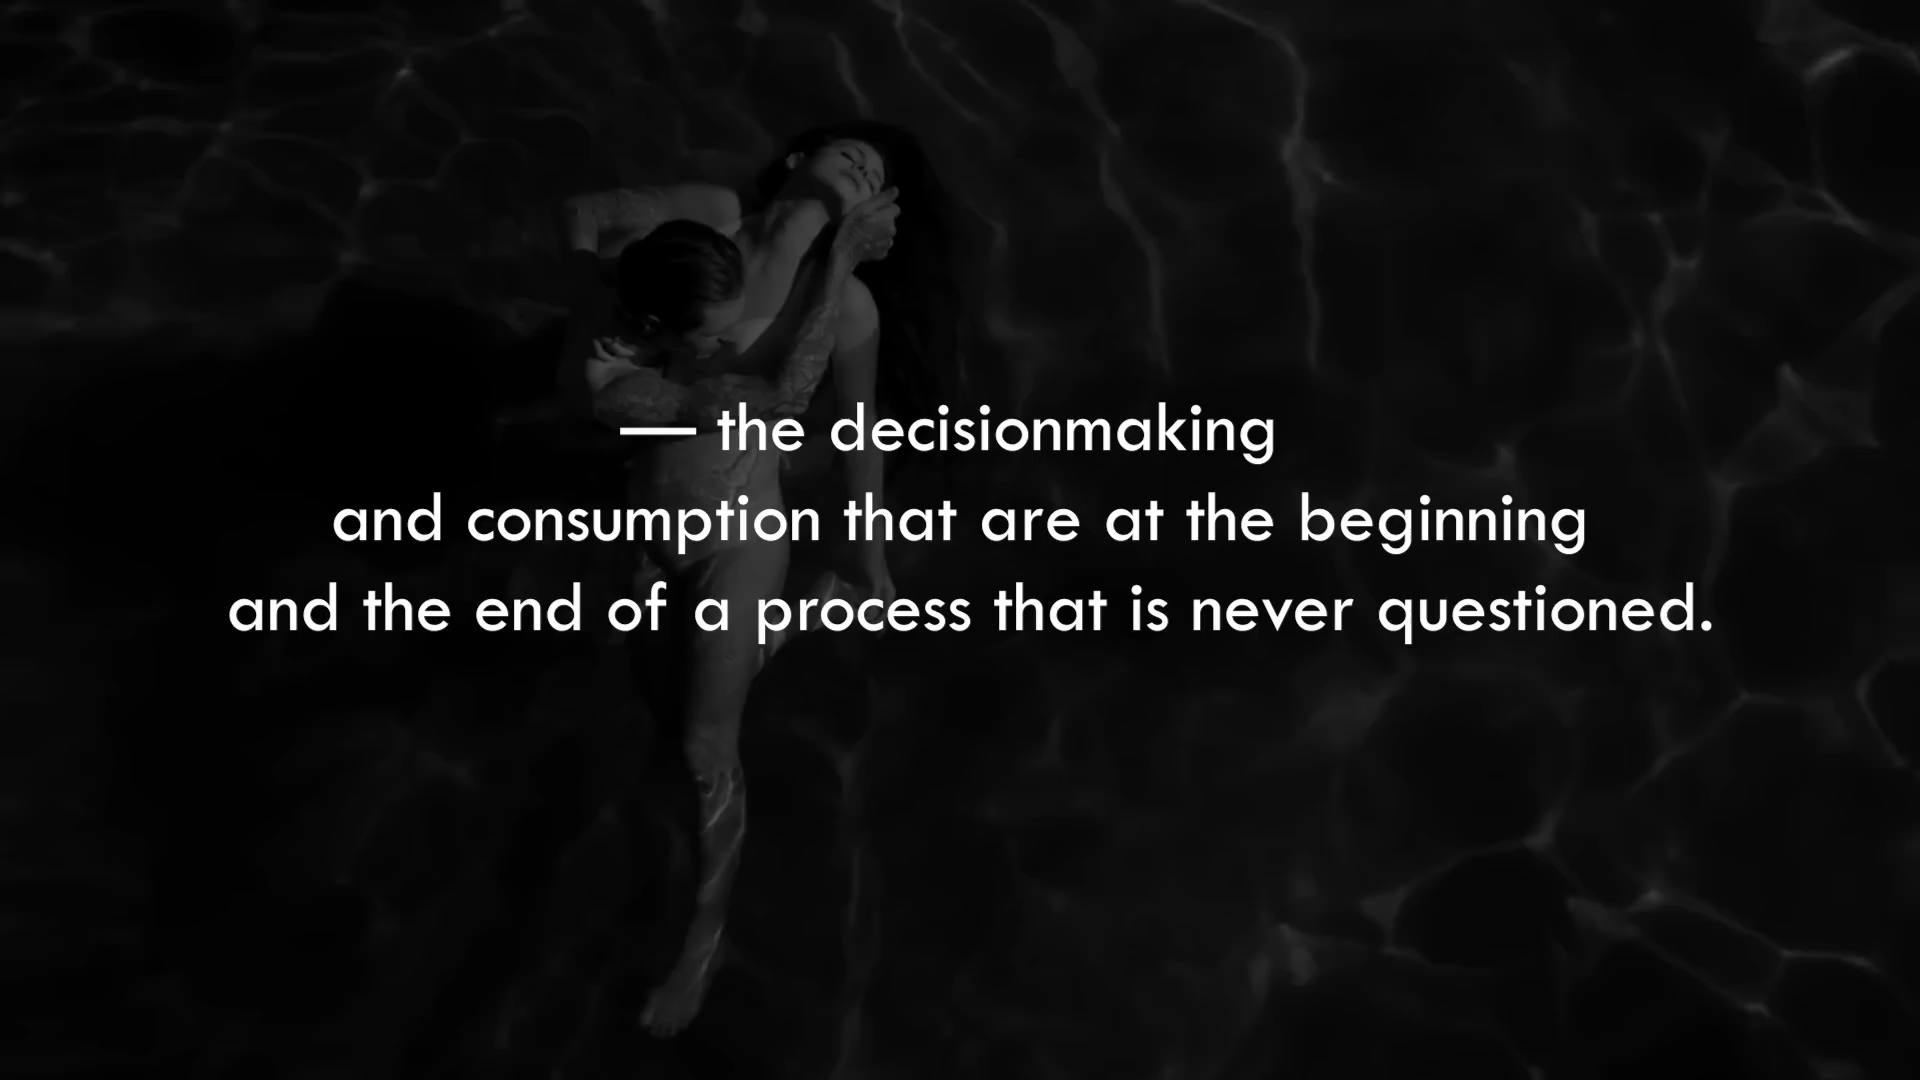 — the decisionmaking
and consumption that are at the beginning
and the end of a process that is never questioned.